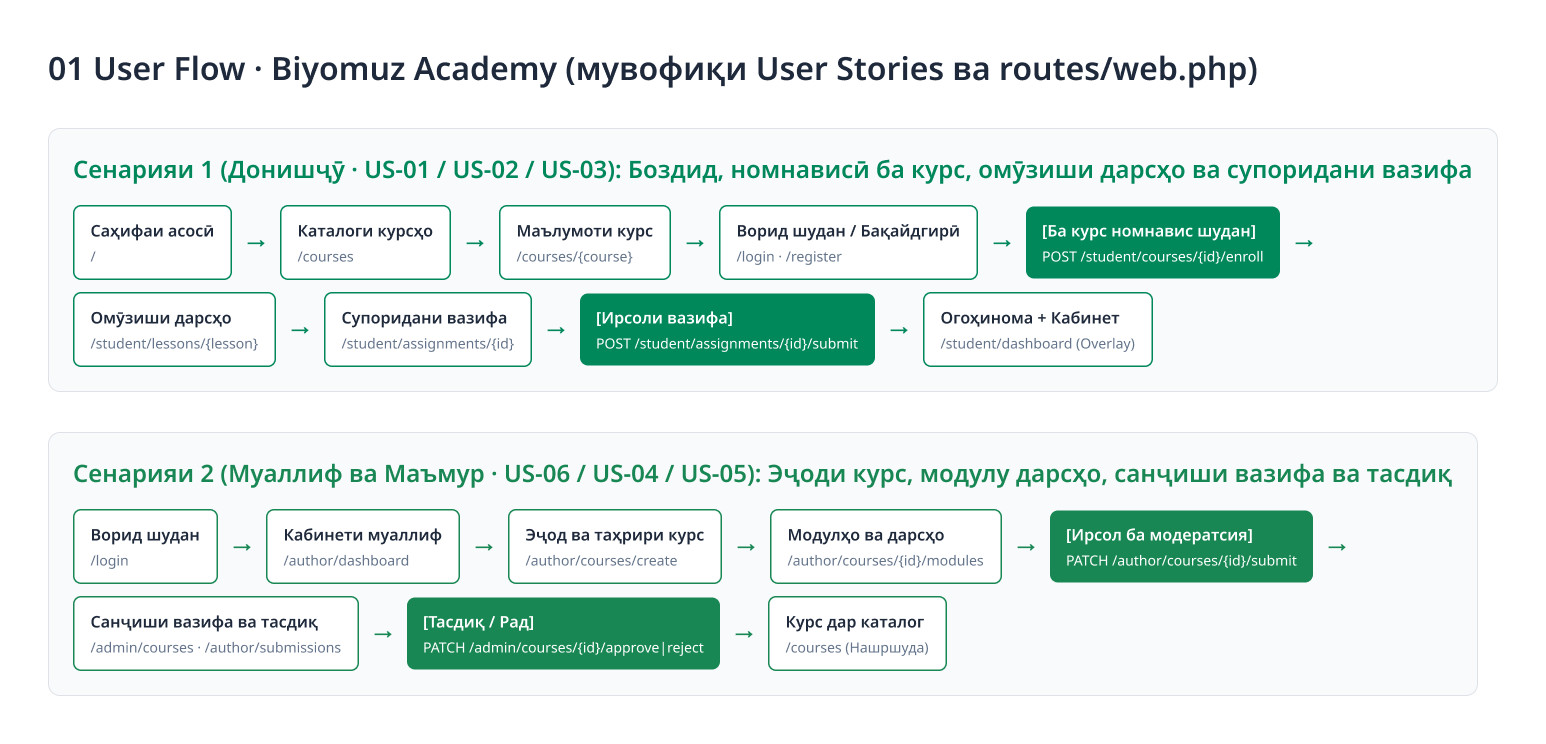 01 User Flow · Biyomuz Academy (мувофиқи User Stories ва routes/web.php)
Сенарияи 1 (Донишҷӯ · US-01 / US-02 / US-03): Боздид, номнависӣ ба курс, омӯзиши дарсҳо ва супоридани вазифа
Саҳифаи асосӣ → Каталоги курсҳо → Маълумоти курс → Ворид шудан / Бақайдгирӣ → [Ба курс номнавис шудан] →
/ /courses /courses/{course} /login · /register POST /student/courses/{id}/enroll
Омӯзиши дарсҳо → Супоридани вазифа → [Ирсоли вазифа] → Огоҳинома + Кабинет
/student/lessons/{lesson} /student/assignments/{id} POST /student/assignments/{id}/submit /student/dashboard (Overlay)
Сенарияи 2 (Муаллиф ва Маъмур · US-06 / US-04 / US-05): Эҷоди курс, модулу дарсҳо, санҷиши вазифа ва тасдиқ
Ворид шудан → Кабинети муаллиф → Эҷод ва таҳрири курс → Модулҳо ва дарсҳо → [Ирсол ба модератсия] →
/login /author/dashboard /author/courses/create /author/courses/{id}/modules PATCH /author/courses/{id}/submit
Санҷиши вазифа ва тасдиқ → [Тасдиқ / Рад] → Курс дар каталог
/admin/courses · /author/submissions PATCH /admin/courses/{id}/approve|reject /courses (Нашршуда)